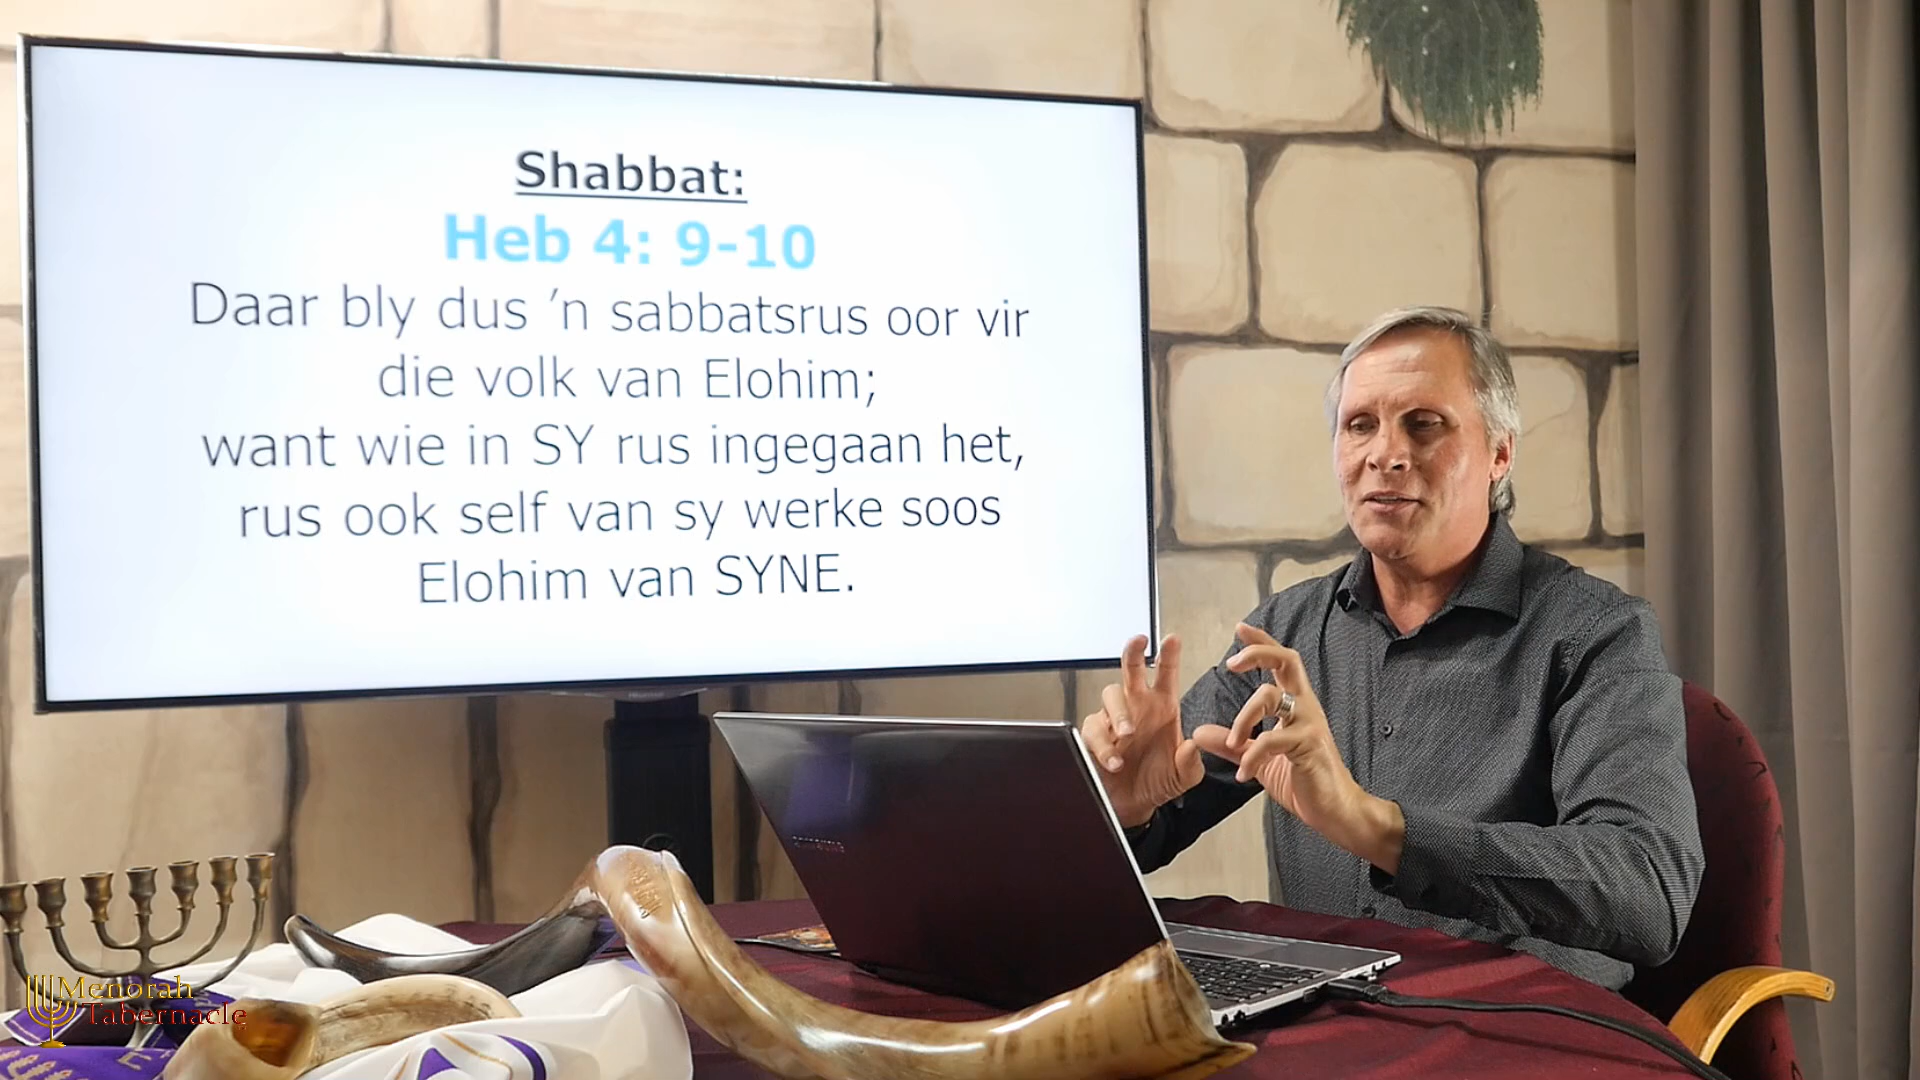 Shabbat:
Heb 4: 9-10
Daar bly dus ’n sabbatsrus oor vir
die volk van Elohim;
want wie in SY rus ingegaan het,
rus ook self van sy werke soos
Elohim van SYNE.
Menorah
Tabernacle